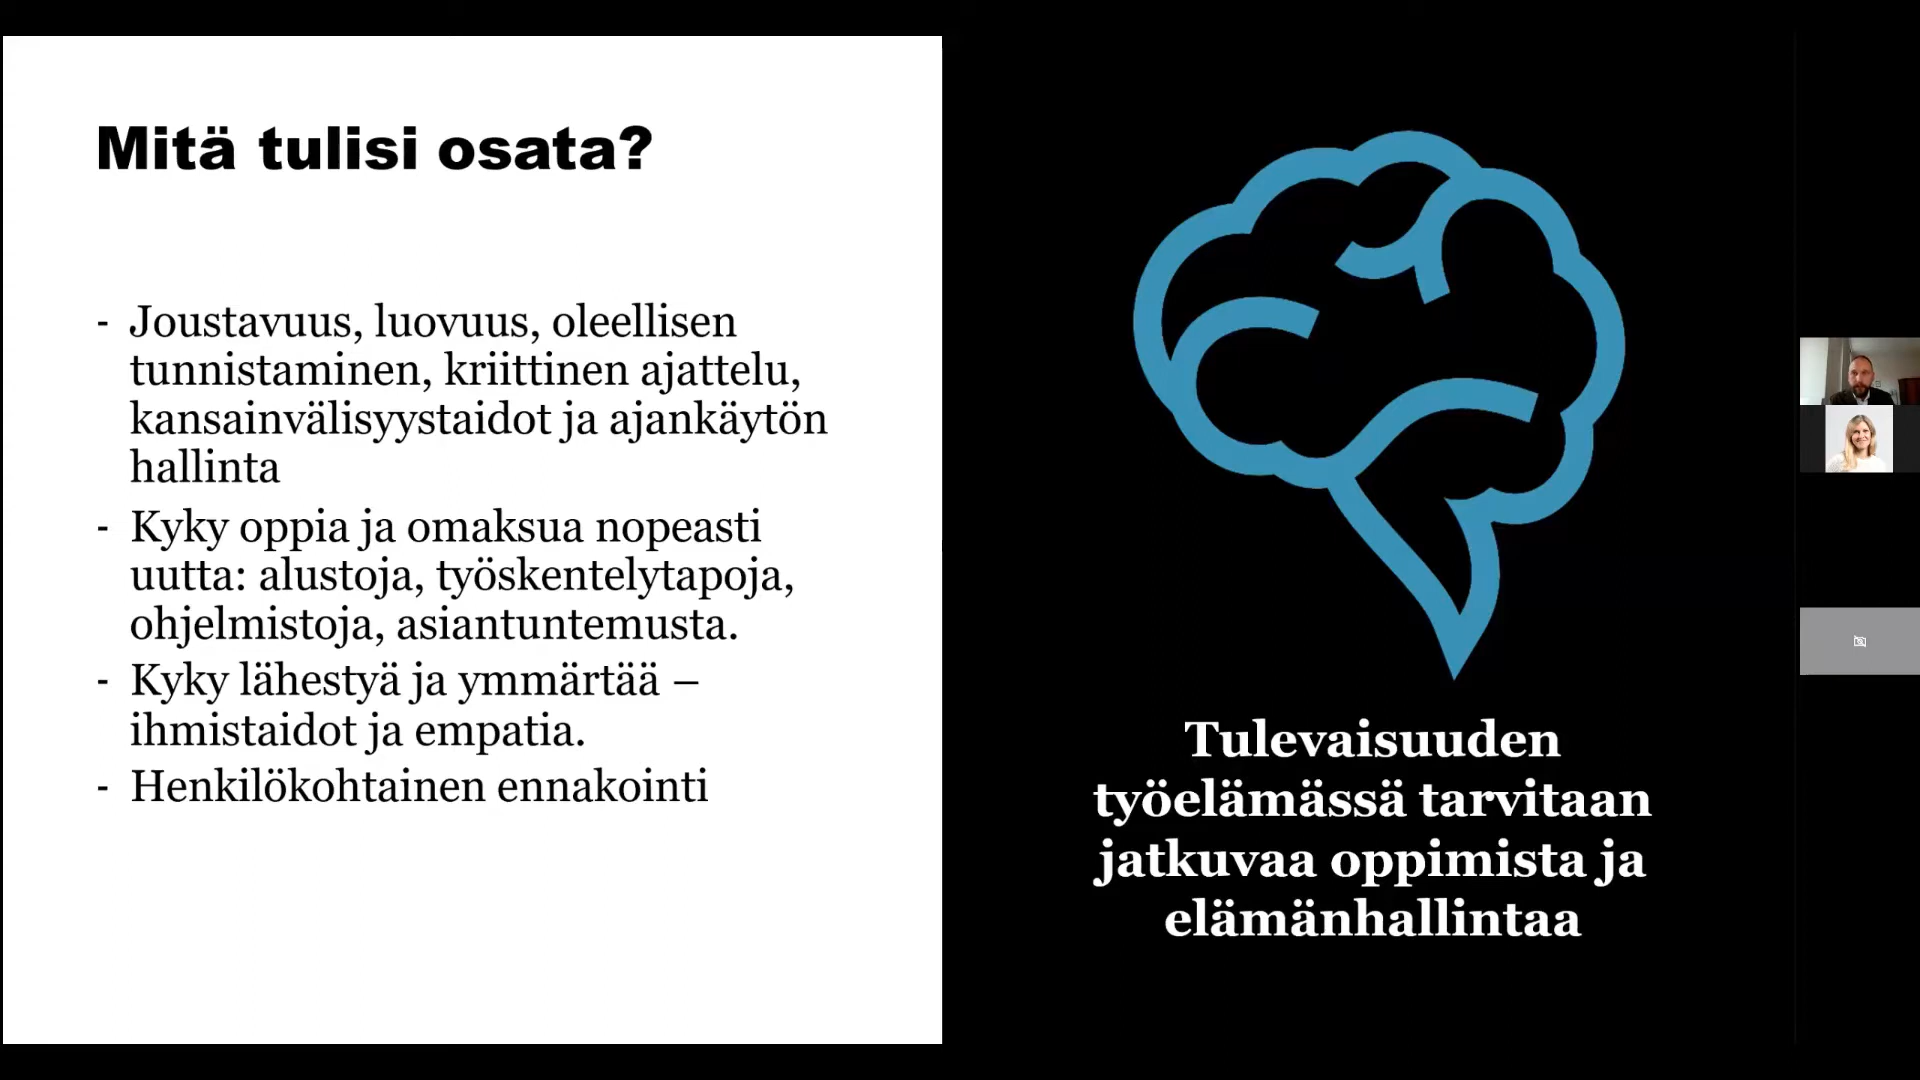 Mitä tulisi osata?
- Joustavuus, luovuus, oleellisen
tunnistaminen, kriittinen ajattelu,
kansainvälisyystaidot ja ajankäytön
hallinta
- Kyky oppia ja omaksua nopeasti
uutta: alustoja, työskentelytapoja,
ohjelmistoja, asiantuntemusta.
- Kyky lähestyä ja ymmärtää –
ihmistaidot ja empatia.
- Henkilökohtainen ennakointi
Tulevaisuuden
työelämässä tarvitaan
jatkuvaa oppimista ja
elämänhallintaa